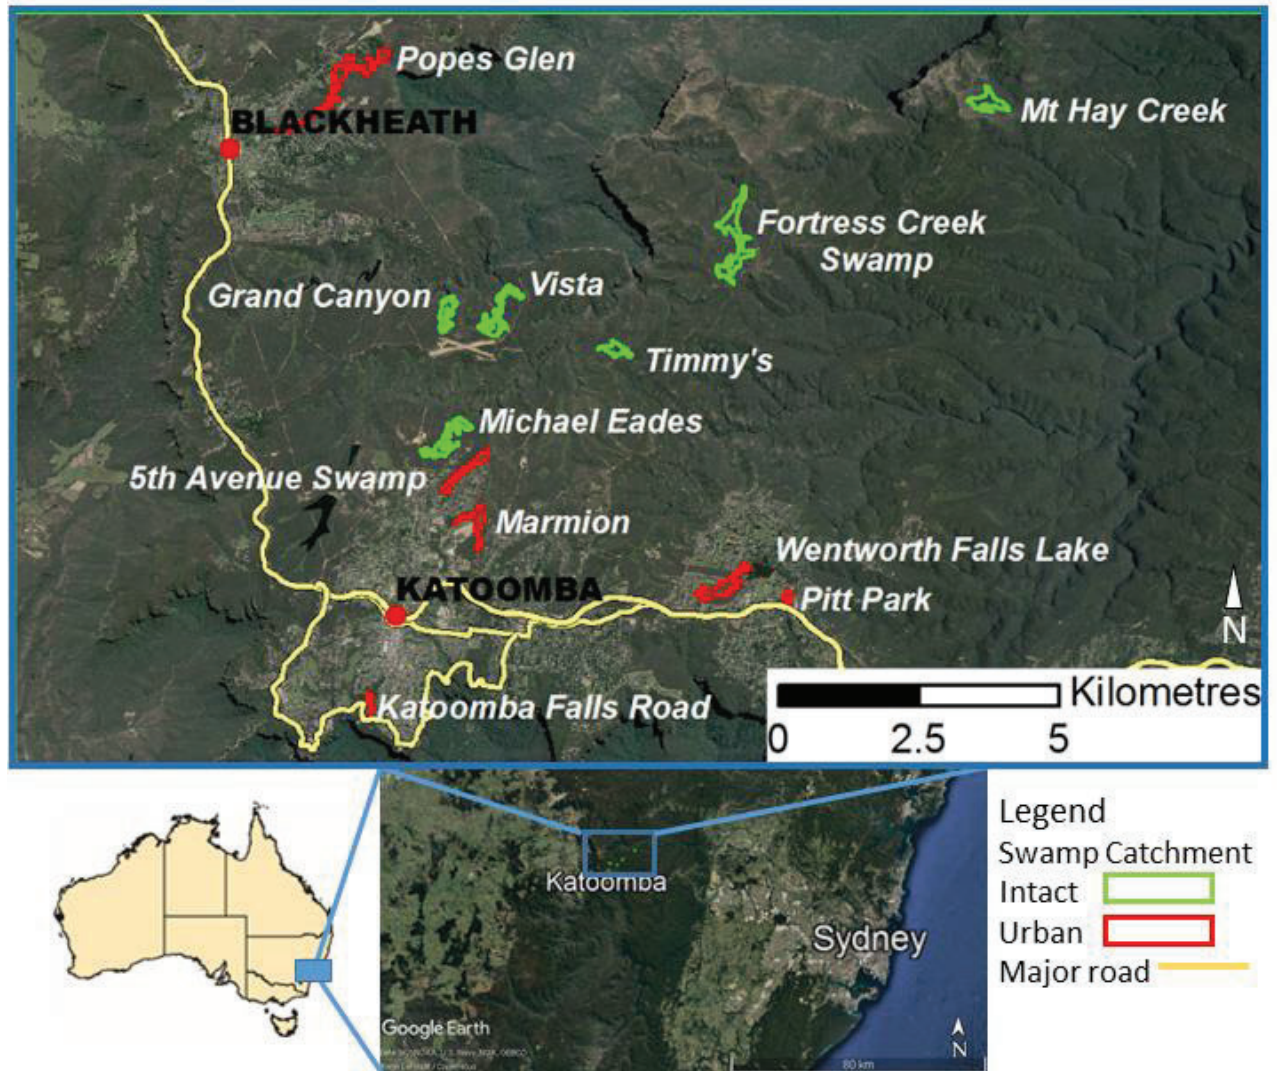 Popes Glen
BLACKHEATH
Mt Hay Creek
Fortress Creek
Swamp
Grand Canyon
Vista
Timmy's
Michael Eades
5th Avenue Swamp
Marmion
Wentworth Falls Lake
KATOOMBA
Pitt Park
N
Katoomba Falls Road
Kilometres
0 2.5 5
Katoomba
Sydney
Google Earth
N
80 km
Legend
Swamp Catchment
Intact
Urban
Major road